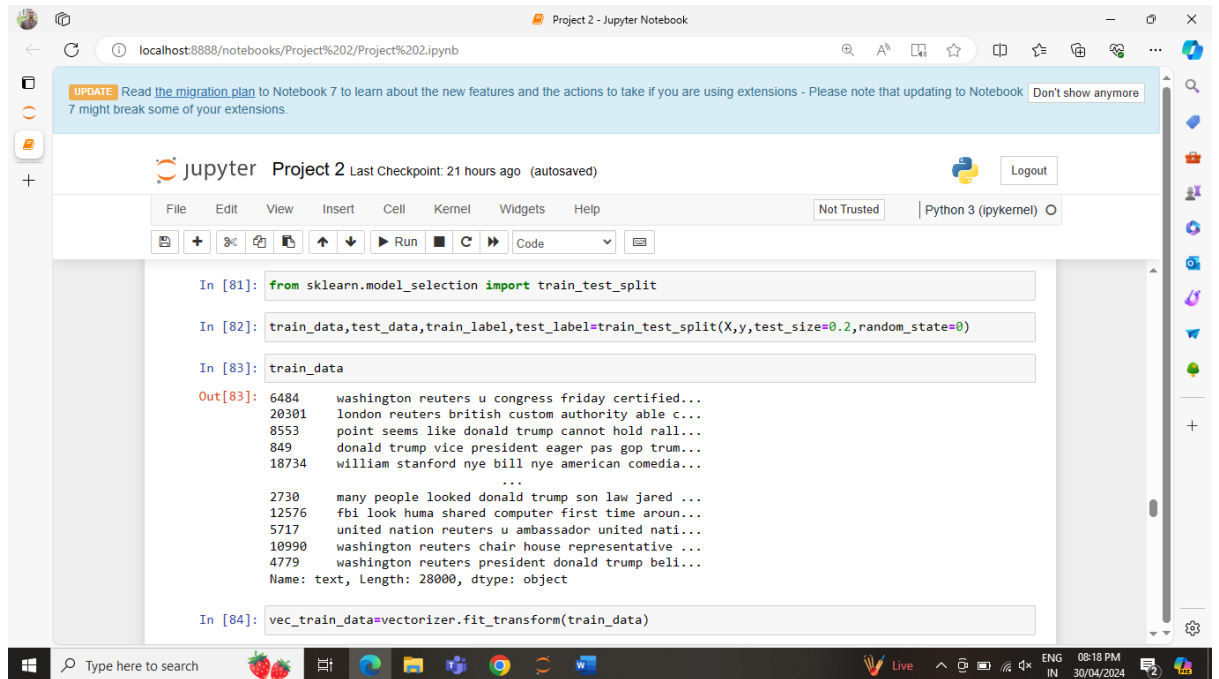 Project 2 - Jupyter Notebook
localhost:8888/notebooks/Project%202/Project%202.ipynb
UPDATE Read the migration plan to Notebook 7 to learn about the new features and the actions to take if you are using extensions - Please note that updating to Notebook Don't show anymore
7 might break some of your extensions.
jupyter Project 2 Last Checkpoint: 21 hours ago (autosaved) Logout
File Edit View Insert Cell Kernel Widgets Help Not Trusted Python 3 (ipykernel)
Run Code
In [81]: from sklearn.model_selection import train_test_split
In [82]: train_data,test_data,train_label,test_label=train_test_split(X,y,test_size=0.2,random_state=0)
In [83]: train_data
Out[83]: 6484 washington reuters u congress friday certified...
20301 london reuters british custom authority able c...
8553 point seems like donald trump cannot hold rall...
849 donald trump vice president eager pas gop trum...
18734 william stanford nye bill nye american comedia...
...
2730 many people looked donald trump son law jared ...
12576 fbi look huma shared computer first time aroun...
5717 united nation reuters u ambassador united nati...
10990 washington reuters chair house representative ...
4779 washington reuters president donald trump beli...
Name: text, Length: 28000, dtype: object
In [84]: vec_train_data=vectorizer.fit_transform(train_data)
Type here to search Live ENG 08:18 PM
IN 30/04/2024 2